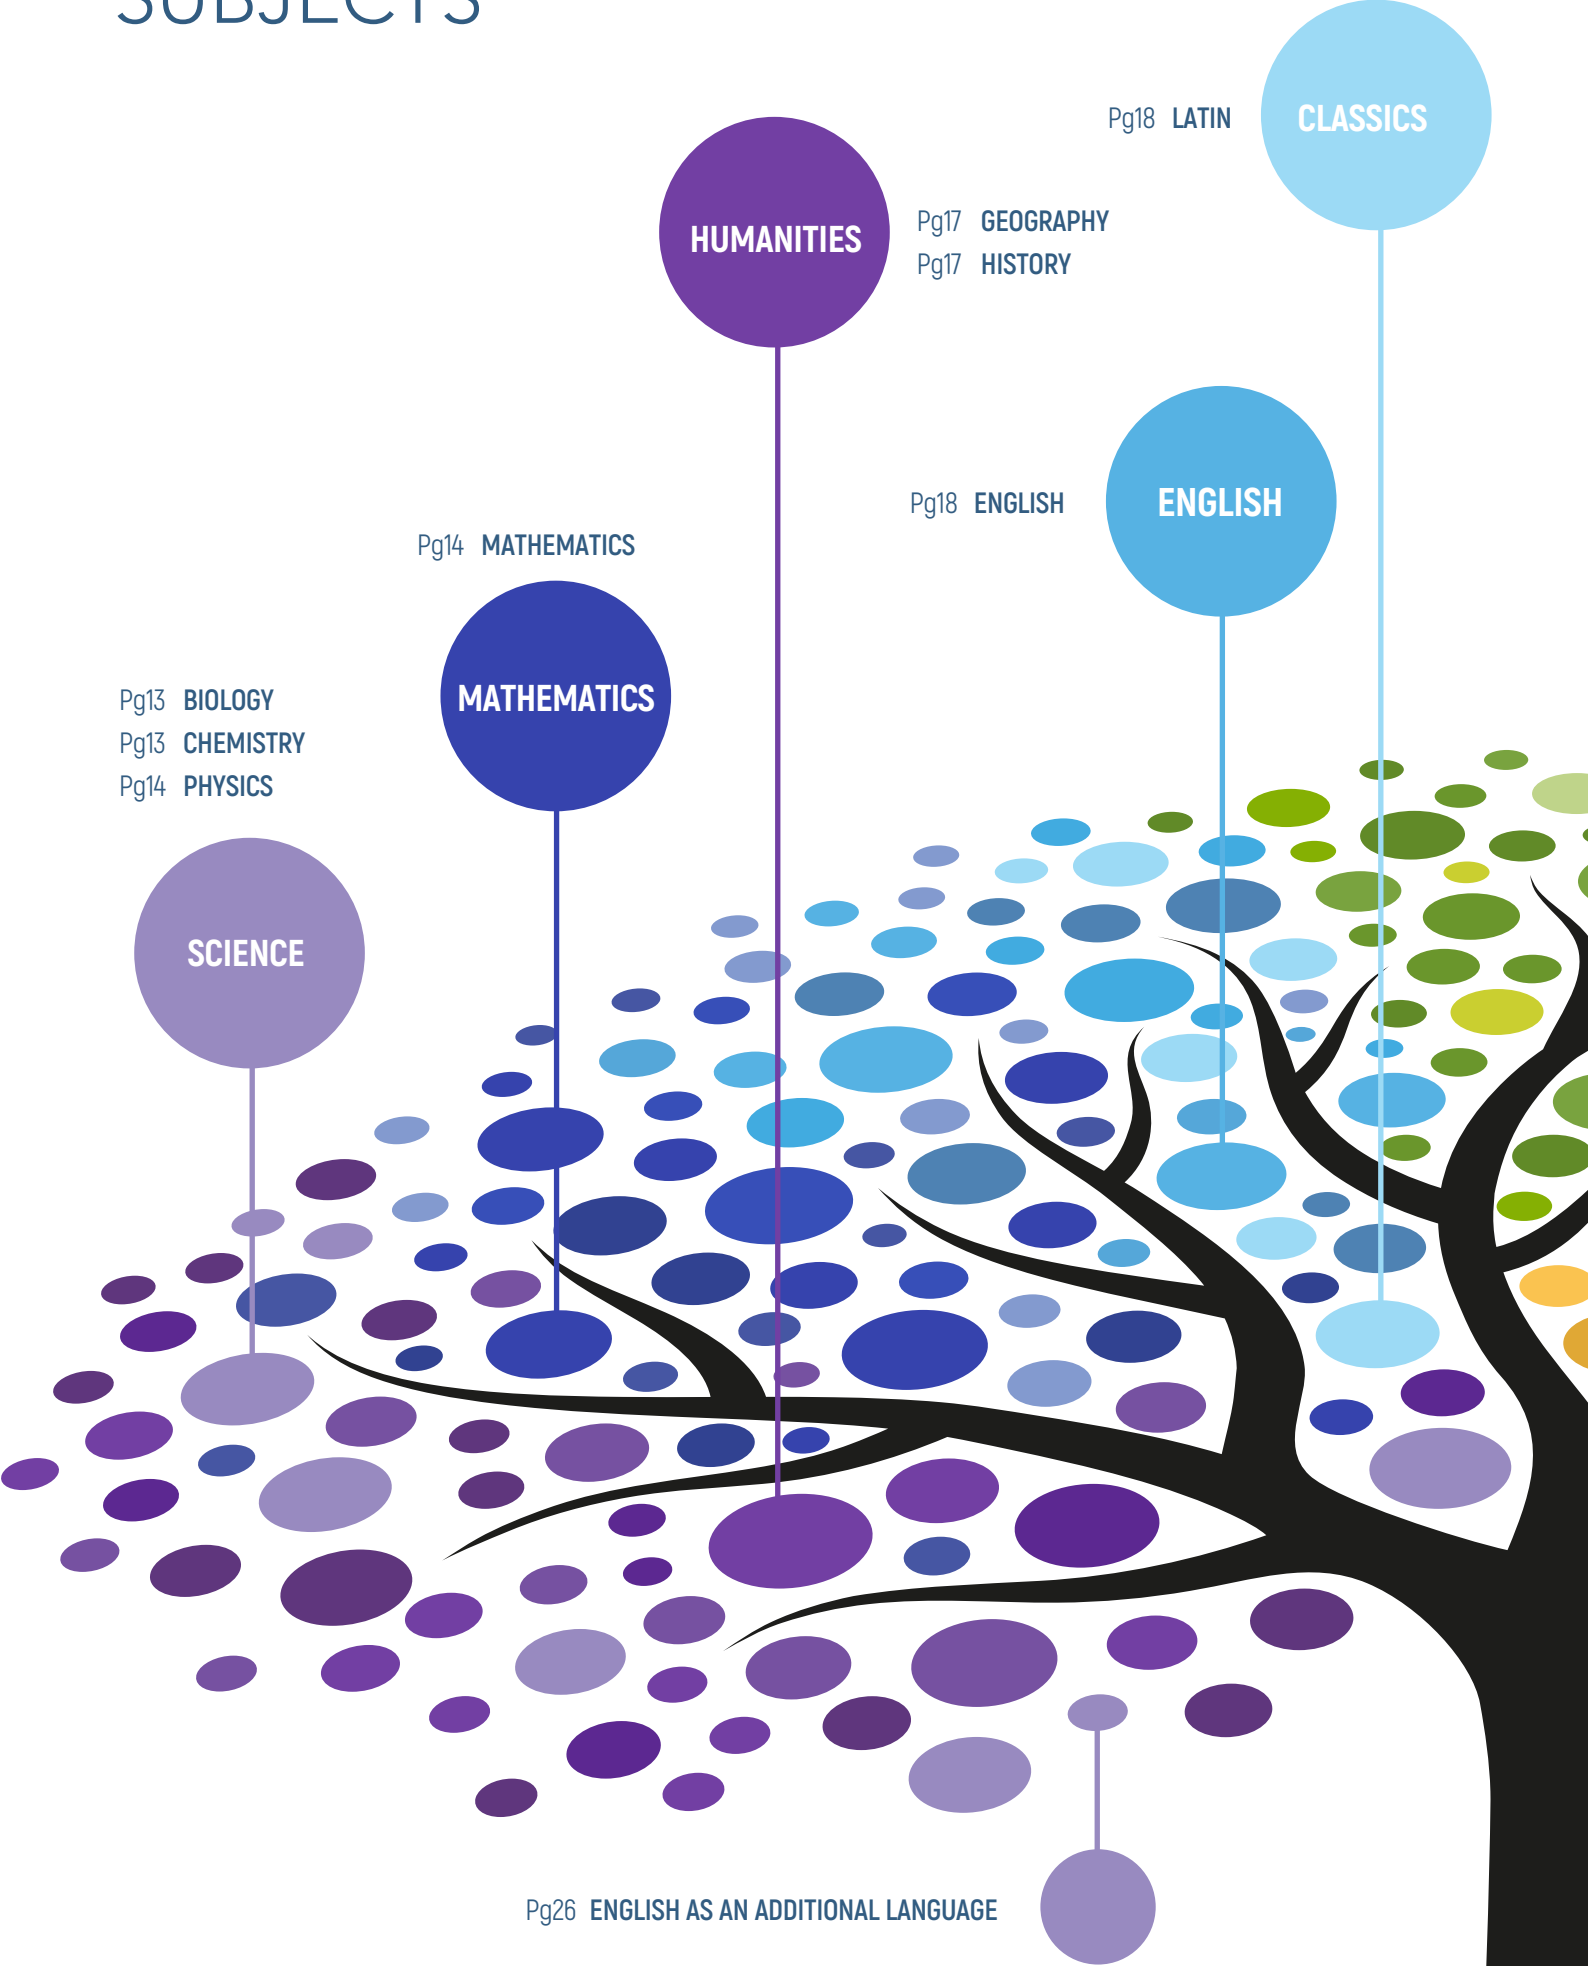 SUBJECTS
Pg18 LATIN
CLASSICS
HUMANITIES
Pg17 GEOGRAPHY
Pg17 HISTORY
Pg18 ENGLISH
ENGLISH
Pg14 MATHEMATICS
MATHEMATICS
Pg13 BIOLOGY
Pg13 CHEMISTRY
Pg14 PHYSICS
SCIENCE
Pg26 ENGLISH AS AN ADDITIONAL LANGUAGE